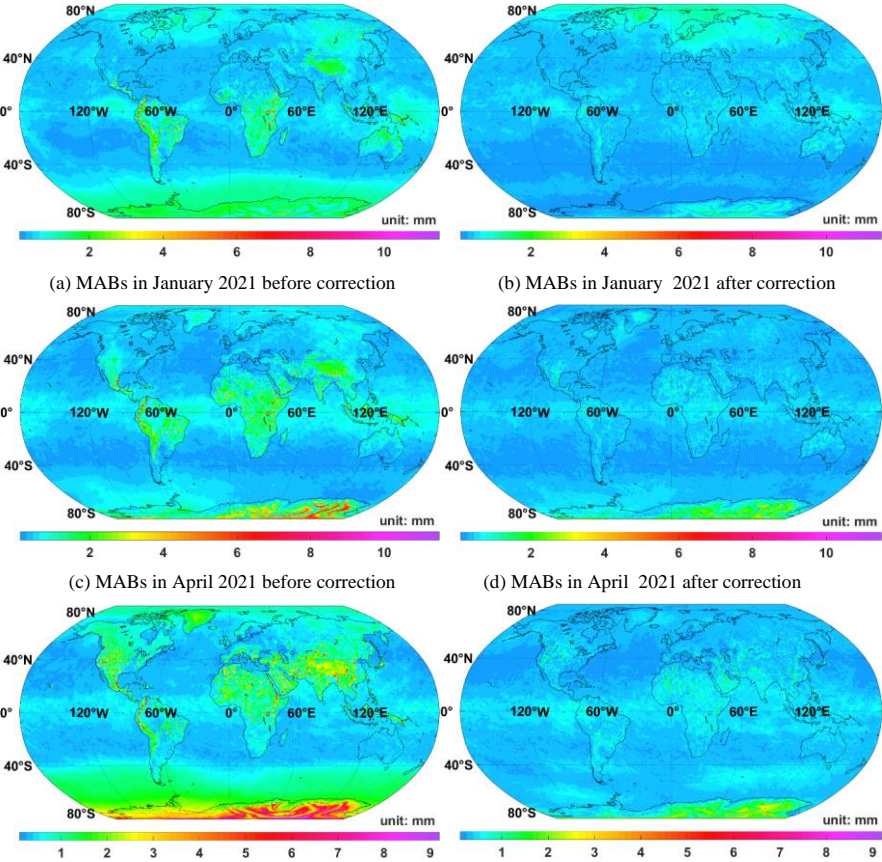 80°N 80°N
40°N 40°N
0° 120°W 60°W 0° 60°E 120°E 0° 120°W 60°W 0° 60°E 120°E
40°S 40°S
80°S 80°S
unit: mm unit: mm
2 4 6 8 10 2 4 6 8 10
(a) MABs in January 2021 before correction (b) MABs in January 2021 after correction
80°N 80°N
40°N 40°N
0° 120°W 60°W 0° 60°E 120°E 0° 120°W 60°W 0° 60°E 120°E
40°S 40°S
80°S 80°S
unit: mm unit: mm
2 4 6 8 10 2 4 6 8 10
(c) MABs in April 2021 before correction (d) MABs in April 2021 after correction
80°N 80°N
40°N 40°N
0° 120°W 60°W 0° 60°E 120°E 0° 120°W 60°W 0° 60°E 120°E
40°S 40°S
80°S 80°S
unit: mm unit: mm
1 2 3 4 5 6 7 8 9 1 2 3 4 5 6 7 8 9